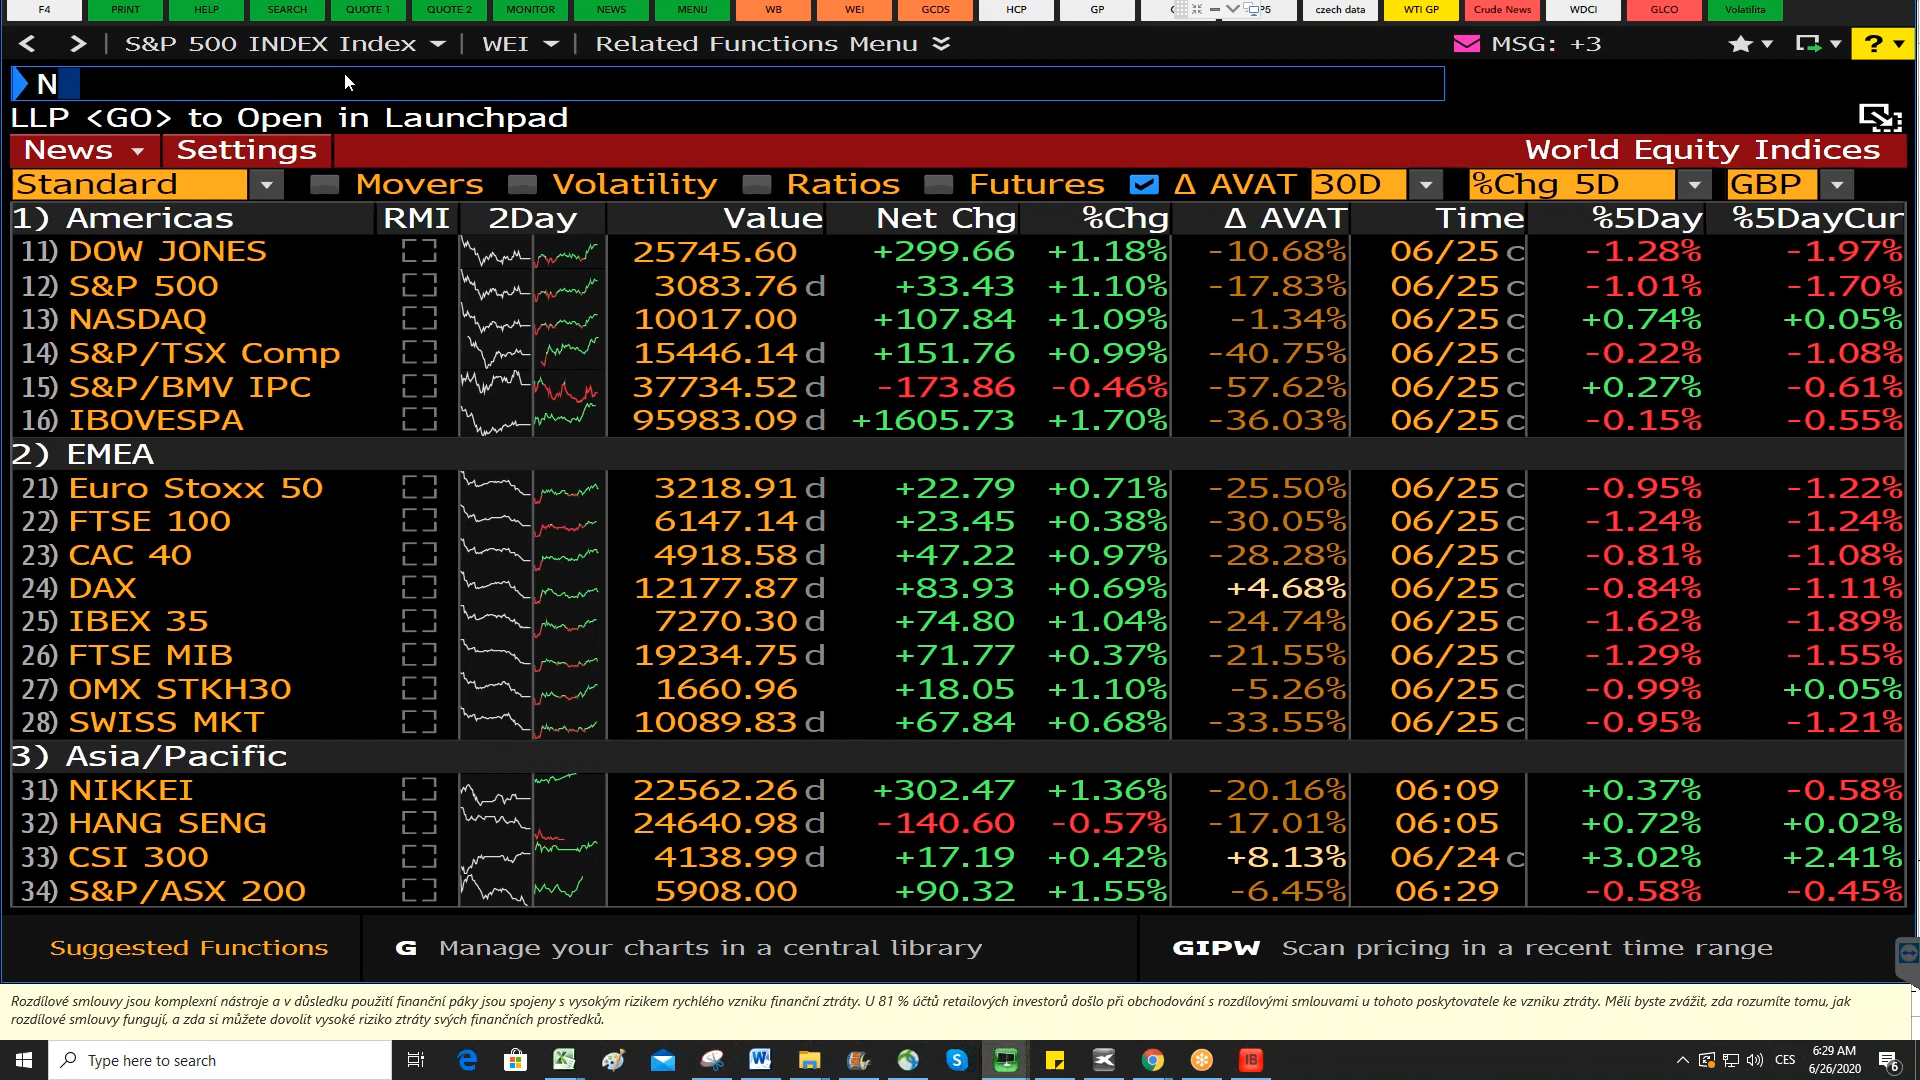 F4 PRINT HELP SEARCH QUOTE 1 QUOTE 2 MONITOR NEWS MENU WB WEI GCDS HCP GP P5 czech data WTI GP Crude News WDCI GLCO Volatilita
S&P 500 INDEX Index WEI Related Functions Menu MSG: +3 ?
N
LLP <GO> to Open in Launchpad
News Settings World Equity Indices
Standard Movers Volatility Ratios Futures Δ AVAT 30D %Chg 5D GBP
1) Americas RMI 2Day Value Net Chg %Chg Δ AVAT Time %5Day %5DayCur
11) DOW JONES 25745.60 +299.66 +1.18% -10.68% 06/25 c -1.28% -1.97%
12) S&P 500 3083.76 d +33.43 +1.10% -17.83% 06/25 c -1.01% -1.70%
13) NASDAQ 10017.00 +107.84 +1.09% -1.34% 06/25 c +0.74% +0.05%
14) S&P/TSX Comp 15446.14 d +151.76 +0.99% -40.75% 06/25 c -0.22% -1.08%
15) S&P/BMV IPC 37734.52 d -173.86 -0.46% -57.62% 06/25 c +0.27% -0.61%
16) IBOVESPA 95983.09 d +1605.73 +1.70% -36.03% 06/25 c -0.15% -0.55%
2) EMEA
21) Euro Stoxx 50 3218.91 d +22.79 +0.71% -25.50% 06/25 c -0.95% -1.22%
22) FTSE 100 6147.14 d +23.45 +0.38% -30.05% 06/25 c -1.24% -1.24%
23) CAC 40 4918.58 d +47.22 +0.97% -28.28% 06/25 c -0.81% -1.08%
24) DAX 12177.87 d +83.93 +0.69% +4.68% 06/25 c -0.84% -1.11%
25) IBEX 35 7270.30 d +74.80 +1.04% -24.74% 06/25 c -1.62% -1.89%
26) FTSE MIB 19234.75 d +71.77 +0.37% -21.55% 06/25 c -1.29% -1.55%
27) OMX STKH30 1660.96 +18.05 +1.10% -5.26% 06/25 c -0.99% +0.05%
28) SWISS MKT 10089.83 d +67.84 +0.68% -33.55% 06/25 c -0.95% -1.21%
3) Asia/Pacific
31) NIKKEI 22562.26 d +302.47 +1.36% -20.16% 06:09 +0.37% -0.58%
32) HANG SENG 24640.98 d -140.60 -0.57% -17.01% 06:05 +0.72% +0.02%
33) CSI 300 4138.99 d +17.19 +0.42% +8.13% 06/24 c +3.02% +2.41%
34) S&P/ASX 200 5908.00 +90.32 +1.55% -6.45% 06:29 -0.58% -0.45%
Suggested Functions G Manage your charts in a central library GIPW Scan pricing in a recent time range
Rozdílové smlouvy jsou komplexní nástroje a v důsledku použití finanční páky jsou spojeny s vysokým rizikem rychlého vzniku finanční ztráty. U 81 % účtů retailových investorů došlo při obchodování s rozdílovými smlouvami u tohoto poskytovatele ke vzniku ztráty. Měli byste zvážit, zda rozumíte tomu, jak
rozdílové smlouvy fungují, a zda si můžete dovolit vysoké riziko ztráty svých finančních prostředků.
Type here to search IB CES 6:29 AM
6/26/2020 6